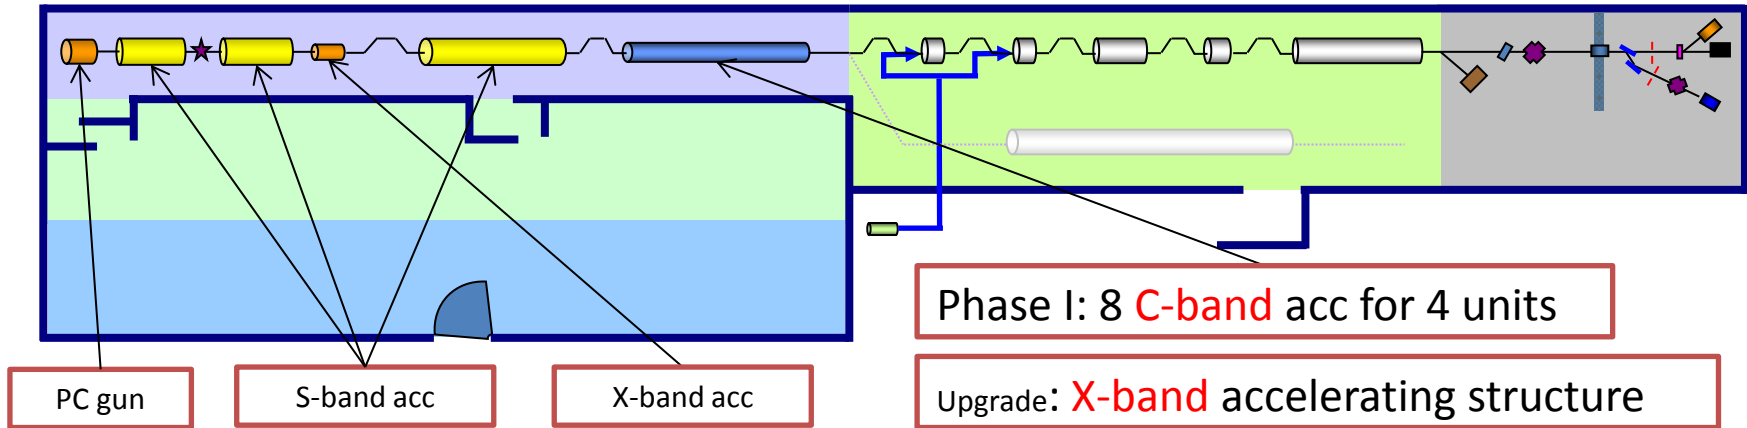 Phase I: 8 C-band acc for 4 units
PC gun
S-band acc
X-band acc
Upgrade: X-band accelerating structure